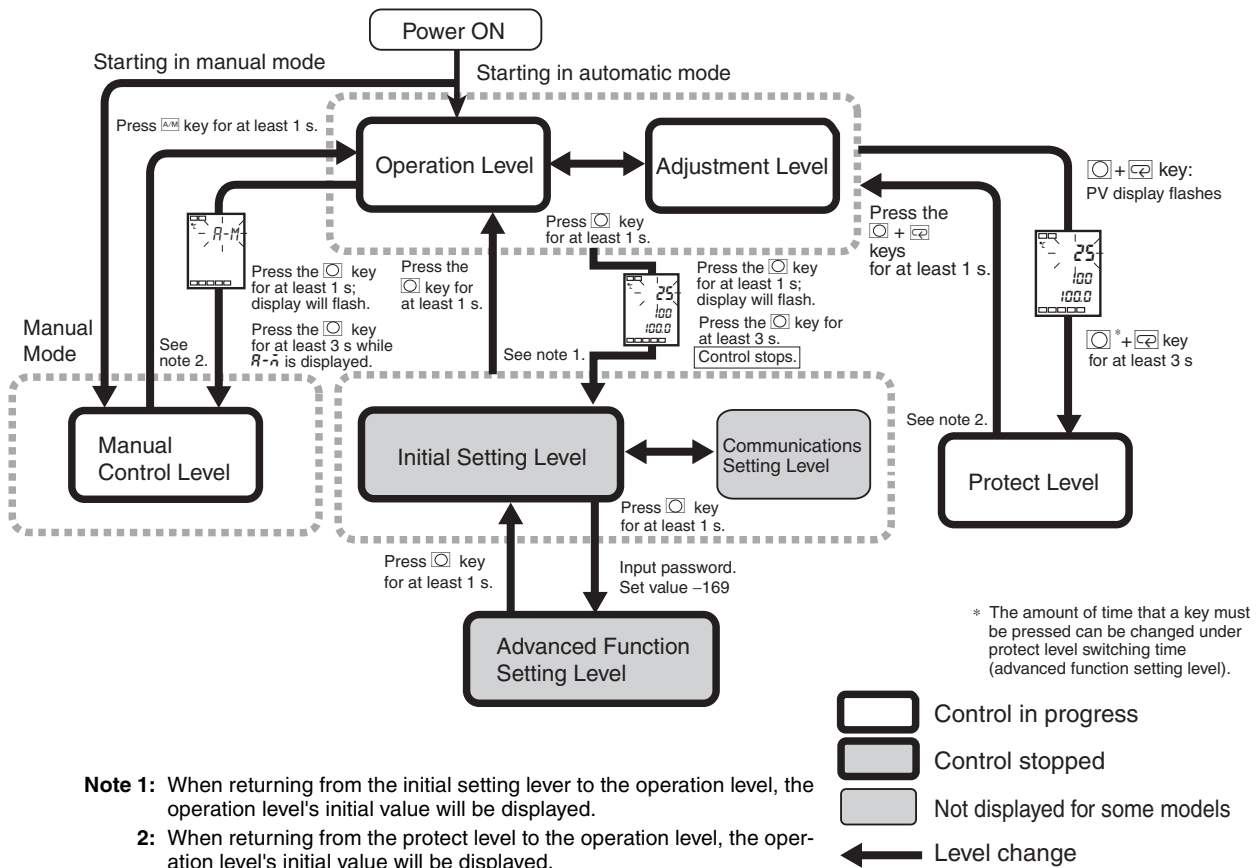 Power ON
Starting in manual mode
Starting in automatic mode
Press A/M key for at least 1 s.
Operation Level
Adjustment Level
+ key:
PV display flashes
A-M
Press the key
for at least 1 s;
display will flash.
Press the key
for at least 3 s while
A-M is displayed.
Press the
key for
at least 1 s.
Press key
for at least 1 s.
°C
25
100
100.0
Press the key
for at least 1 s;
display will flash.
Press the key for
at least 3 s.
Control stops.
Press the
+
keys
for at least 1 s.
°C
25
100
100.0
* + key
for at least 3 s
Manual
Mode
See
note 2.
See note 1.
See note 2.
Manual
Control Level
Initial Setting Level
Communications
Setting Level
Protect Level
Press key
for at least 1 s.
Press key
for at least 1 s.
Input password.
Set value –169
Advanced Function
Setting Level
* The amount of time that a key must
be pressed can be changed under
protect level switching time
(advanced function setting level).
Control in progress
Control stopped
Not displayed for some models
Level change
Note 1: When returning from the initial setting lever to the operation level, the
operation level's initial value will be displayed.
2: When returning from the protect level to the operation level, the oper-
ation level's initial value will be displayed.